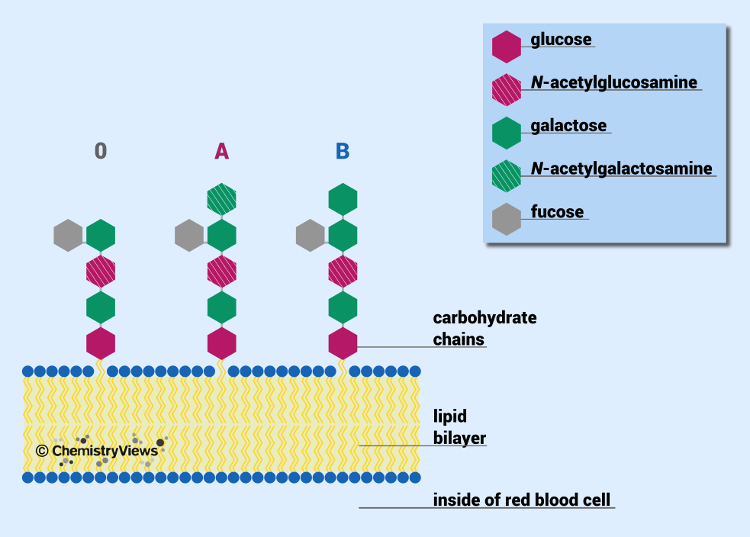 glucose
N-acetylglucosamine
galactose
N-acetylgalactosamine
fucose
0 A B
carbohydrate
chains
lipid
bilayer
© ChemistryViews
inside of red blood cell